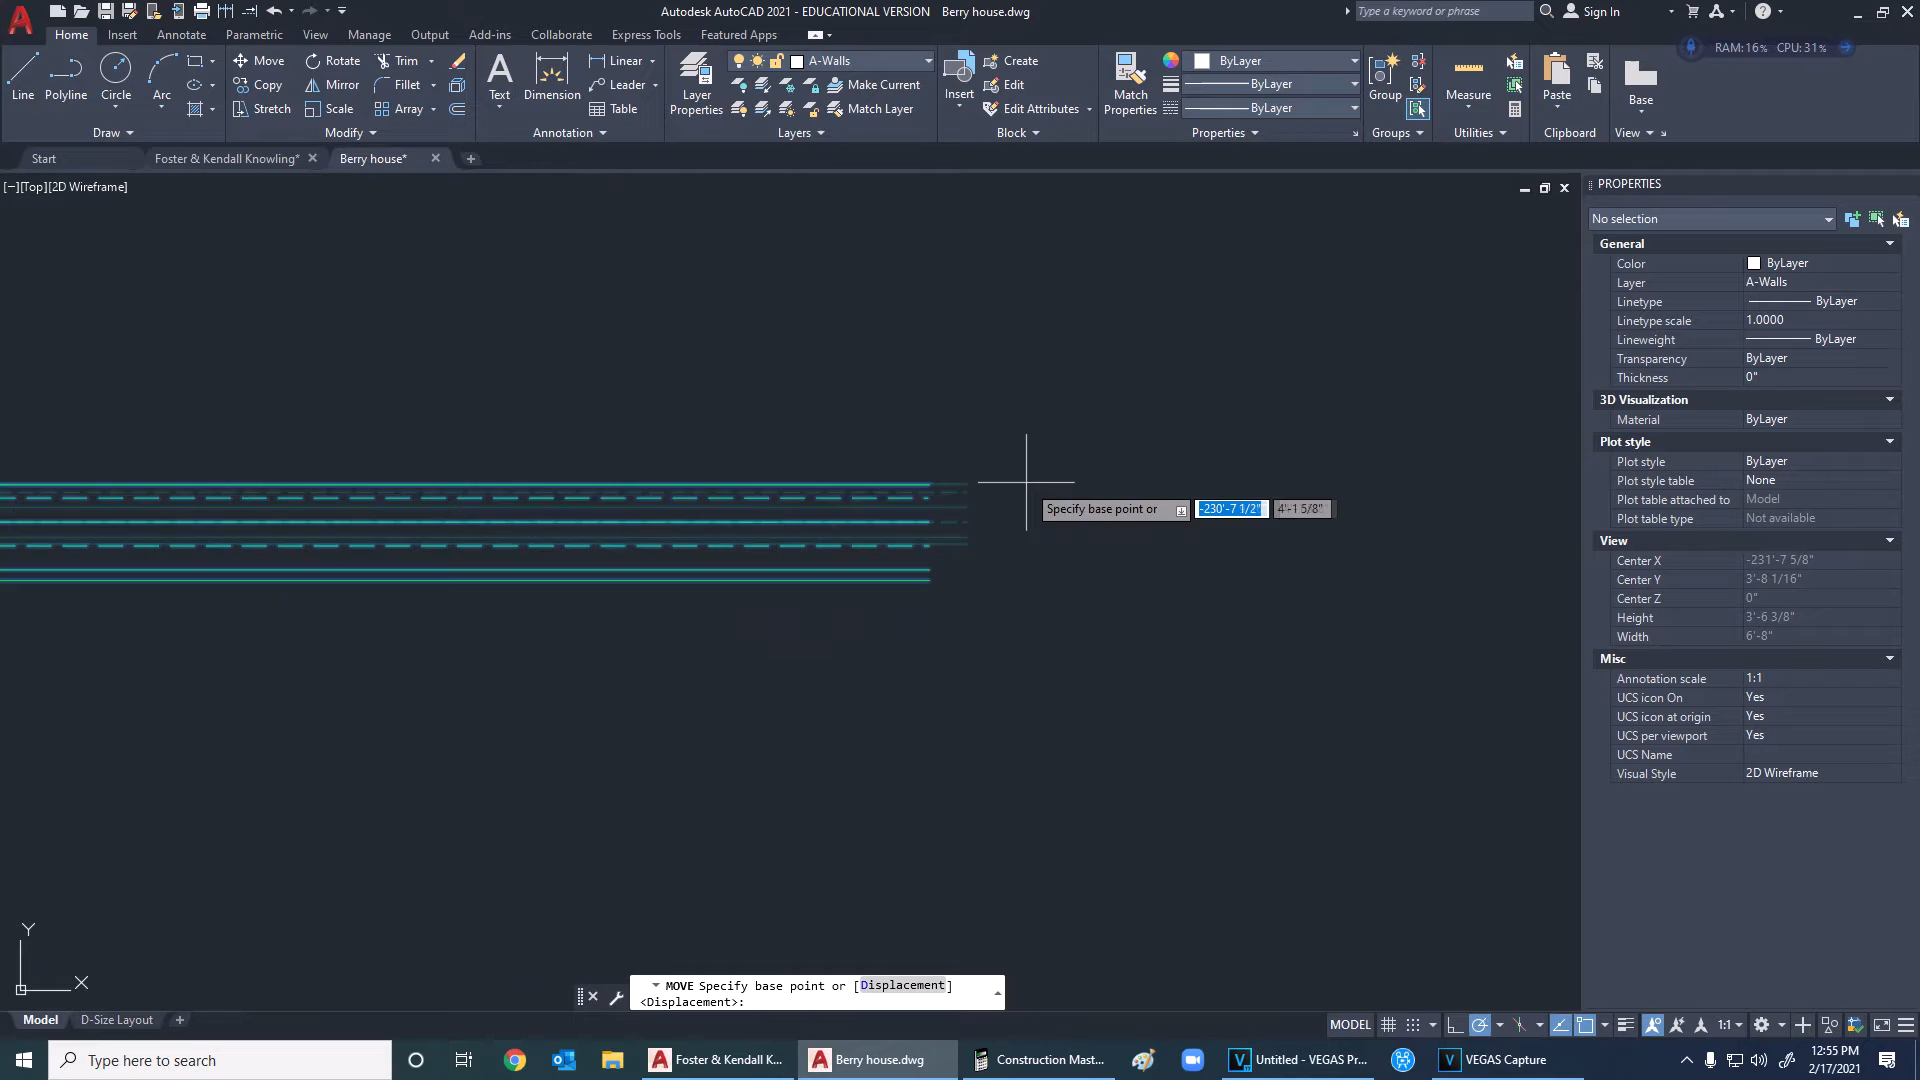 Autodesk AutoCAD 2021 - EDUCATIONAL VERSION Berry house.dwg
Type a keyword or phrase
Sign In
Home Insert Annotate Parametric View Manage Output Add-ins Collaborate Express Tools Featured Apps
RAM:16% CPU:31%
Line Polyline Circle Arc
Move Rotate Trim
Copy Mirror Fillet
Stretch Scale Array
Text Dimension
Linear
Leader
Table
Layer Properties
A-Walls
Make Current
Match Layer
Insert
Create
Edit
Edit Attributes
Match Properties
ByLayer
ByLayer
ByLayer
Group
Measure
Paste
Base
Draw Modify Annotation Layers Block Properties Groups Utilities Clipboard View
Start Foster & Kendall Knowling* Berry house*
[−][Top][2D Wireframe]
Specify base point or -230'-7 1/2" 4'-1 5/8"
PROPERTIES
No selection
General
Color ByLayer
Layer A-Walls
Linetype ByLayer
Linetype scale 1.0000
Lineweight ByLayer
Transparency ByLayer
Thickness 0"
3D Visualization
Material ByLayer
Plot style
Plot style ByLayer
Plot style table None
Plot table attached to Model
Plot table type Not available
View
Center X -231'-7 5/8"
Center Y 3'-8 1/16"
Center Z 0"
Height 3'-6 3/8"
Width 6'-8"
Misc
Annotation scale 1:1
UCS icon On Yes
UCS icon at origin Yes
UCS per viewport Yes
UCS Name
Visual Style 2D Wireframe
Y
X
MOVE Specify base point or [Displacement]
<Displacement>:
Model D-Size Layout
MODEL 1:1
Type here to search
Foster & Kendall K...
Berry house.dwg
Construction Mast...
Untitled - VEGAS Pr...
VEGAS Capture
12:55 PM
2/17/2021